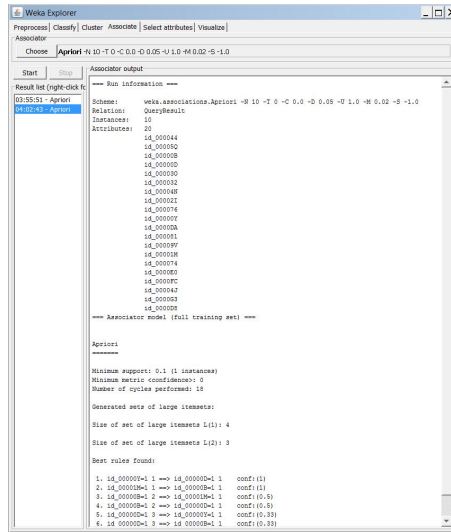 Weka Explorer
Preprocess Classify Cluster Associate Select attributes Visualize
Associator
Choose Apriori -N 10 -T 0 -C 0.0 -D 0.05 -U 1.0 -M 0.02 -S -1.0
Start Stop
Result list (right-click fo
03:55:51 - Apriori
04:02:43 - Apriori
Associator output
=== Run information ===
Scheme: weka.associations.Apriori -N 10 -T 0 -C 0.0 -D 0.05 -U 1.0 -M 0.02 -S -1.0
Relation: QueryResult
Instances: 10
Attributes: 20
id_000044
id_00005Q
id_00000B
id_00000D
id_000030
id_000032
id_00004N
id_00002I
id_000076
id_00000Y
id_0000DA
id_000081
id_00009V
id_00001M
id_000074
id_0000E0
id_0000FC
id_00004J
id_0000G3
id_0000D8
=== Associator model (full training set) ===
Apriori
=======
Minimum support: 0.1 (1 instances)
Minimum metric <confidence>: 0
Number of cycles performed: 18
Generated sets of large itemsets:
Size of set of large itemsets L(1): 4
Size of set of large itemsets L(2): 3
Best rules found:
1. id_00000Y=1 1 ==> id_00000D=1 1 conf:(1)
2. id_00001M=1 1 ==> id_00000B=1 1 conf:(1)
3. id_00000B=1 2 ==> id_00001M=1 1 conf:(0.5)
4. id_00000B=1 2 ==> id_00000D=1 1 conf:(0.5)
5. id_00000D=1 3 ==> id_00000Y=1 1 conf:(0.33)
6. id_00000D=1 3 ==> id_00000B=1 1 conf:(0.33)